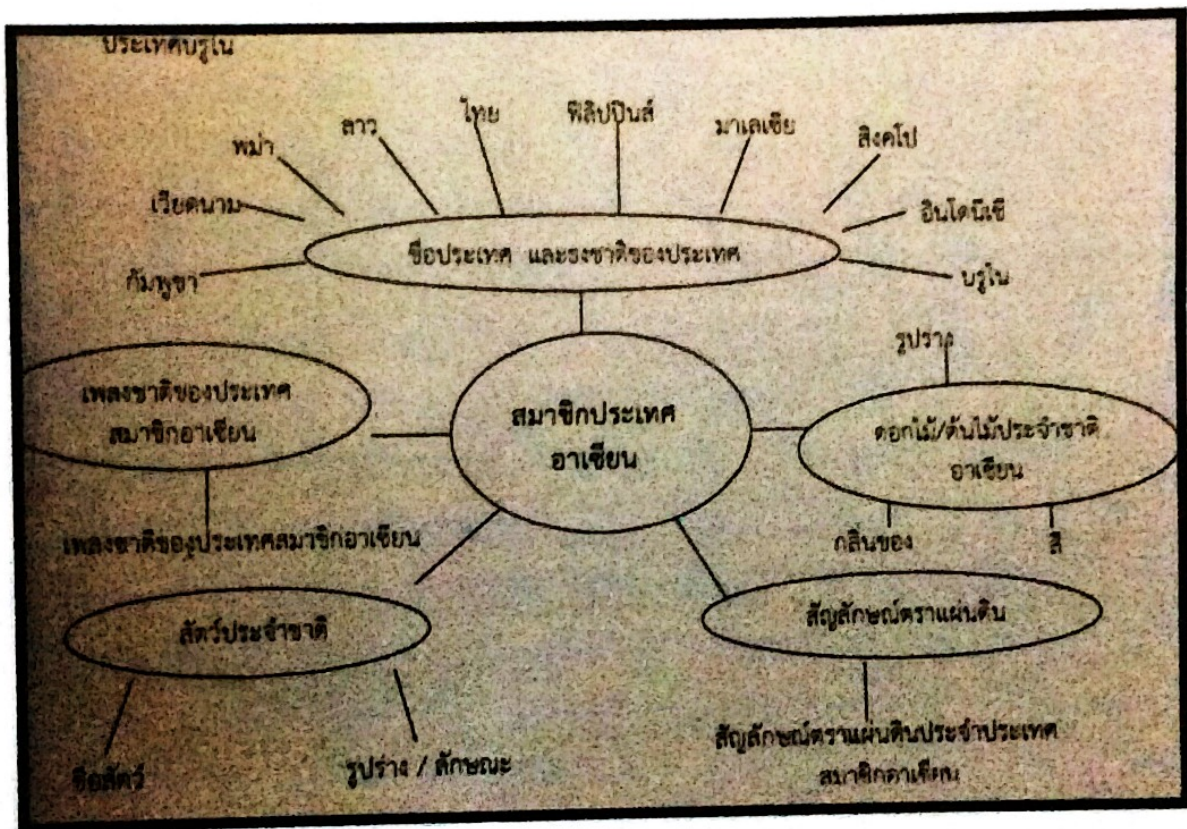 ประเทศบรูไน
ไทย
ฟิลิปปินส์
ลาว
มาเลเซีย
สิงคโป
พม่า
เวียดนาม
อินโดนีเซี
กัมพูชา
ชื่อประเทศ และธงชาติของประเทศ
บรูไน
รูปร่าง
เพลงชาติของประเทศ
สมาชิกอาเซียน
สมาชิกประเทศ
อาเซียน
ดอกไม้/ต้นไม้ประจำชาติ
อาเซียน
เพลงชาติของประเทศสมาชิกอาเซียน
กลิ่นของ
สี
สัตว์ประจำชาติ
สัญลักษณ์ตราแผ่นดิน
ชื่อสัตว์
รูปร่าง / ลักษณะ
สัญลักษณ์ตราแผ่นดินประจำประเทศ
สมาชิกอาเซียน